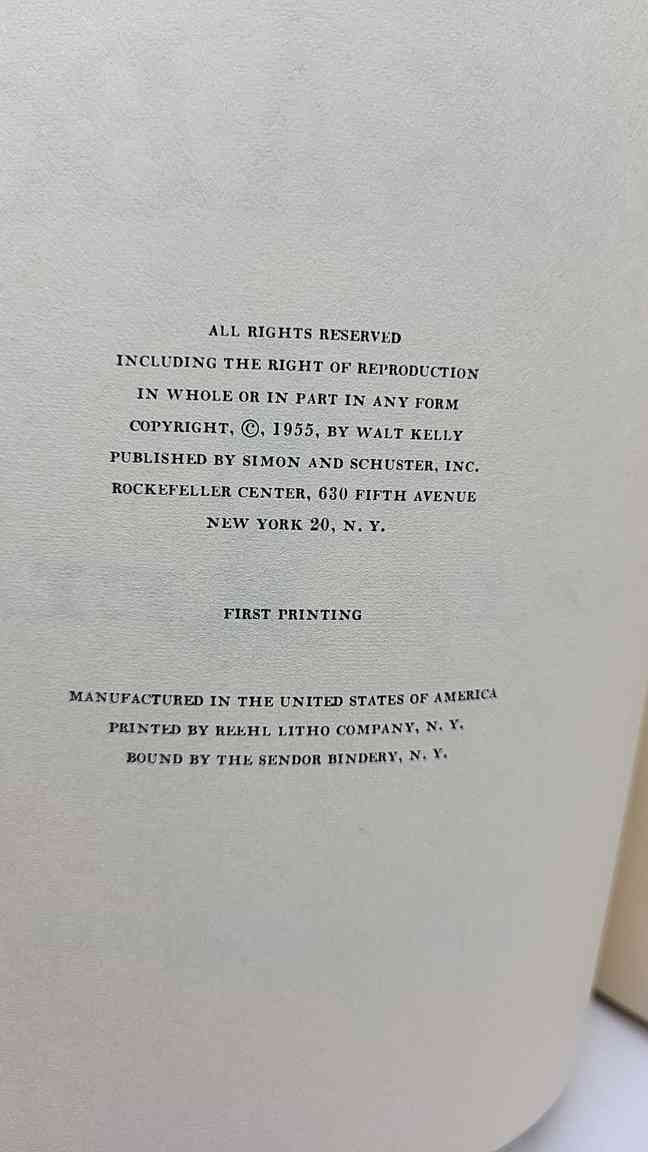 ALL RIGHTS RESERVED
INCLUDING THE RIGHT OF REPRODUCTION
IN WHOLE OR IN PART IN ANY FORM
COPYRIGHT, ©, 1955, BY WALT KELLY
PUBLISHED BY SIMON AND SCHUSTER, INC.
ROCKEFELLER CENTER, 630 FIFTH AVENUE
NEW YORK 20, N. Y.
FIRST PRINTING
MANUFACTURED IN THE UNITED STATES OF AMERICA
PRINTED BY REEHL LITHO COMPANY, N. Y.
BOUND BY THE SENDOR BINDERY, N. Y.